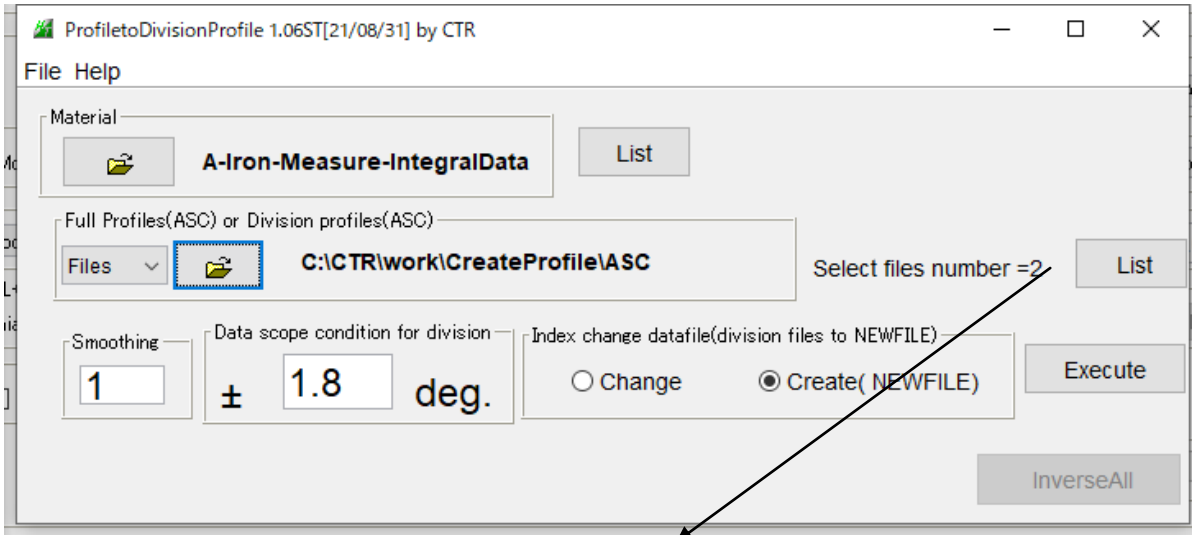 ProfiletoDivisionProfile 1.06ST[21/08/31] by CTR
File Help
Material
A-Iron-Measure-IntegralData
List
Full Profiles(ASC) or Division profiles(ASC)
Files
C:\CTR\work\CreateProfile\ASC
Select files number =2
List
Smoothing
1
Data scope condition for division
± 1.8 deg.
Index change datafile(division files to NEWFILE)
Change
Create( NEWFILE)
Execute
InverseAll